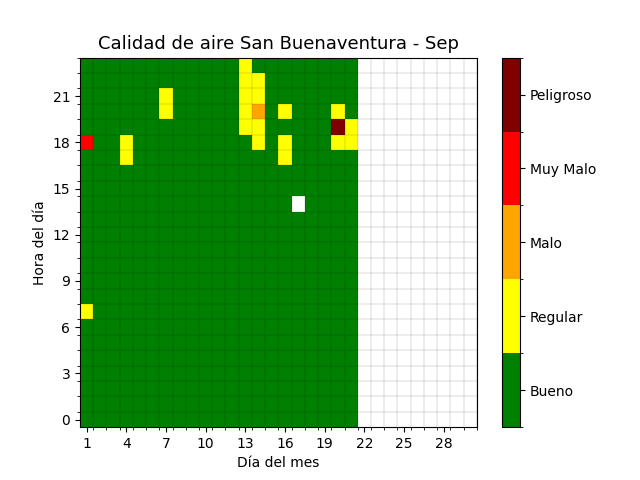 Calidad de aire San Buenaventura - Sep
Hora del día
21
18
15
12
9
6
3
0
1 4 7 10 13 16 19 22 25 28
Día del mes
Peligroso
Muy Malo
Malo
Regular
Bueno